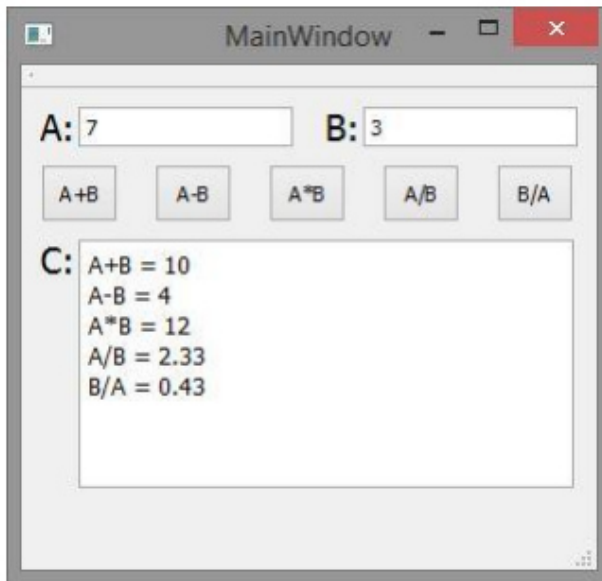 MainWindow
A: 7 B: 3
A+B A-B A*B A/B B/A
C: A+B = 10
A-B = 4
A*B = 12
A/B = 2.33
B/A = 0.43